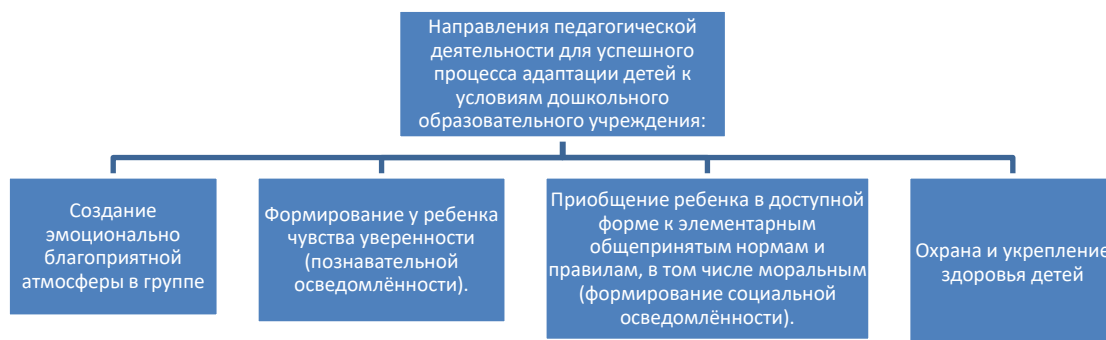 Направления педагогической
деятельности для успешного
процесса адаптации детей к
условиям дошкольного
образовательного учреждения:
Создание
эмоционально
благоприятной
атмосферы в группе
Формирование у ребенка
чувства уверенности
(познавательной
осведомлённости).
Приобщение ребенка в доступной
форме к элементарным
общепринятым нормам и
правилам, в том числе моральным
(формирование социальной
осведомлённости).
Охрана и укрепление
здоровья детей